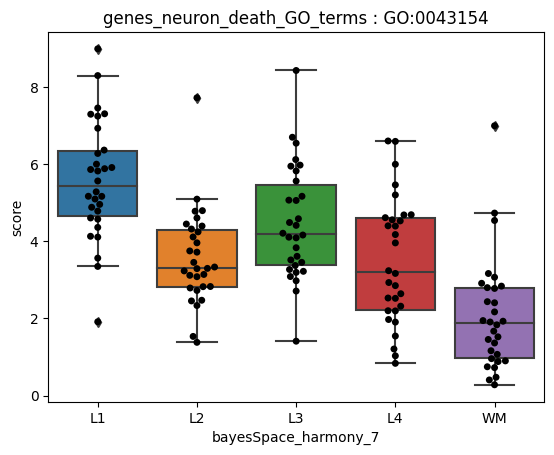 genes_neuron_death_GO_terms : GO:0043154
8
6
4
2
0
score
L1 L2 L3 L4 WM
bayesSpace_harmony_7